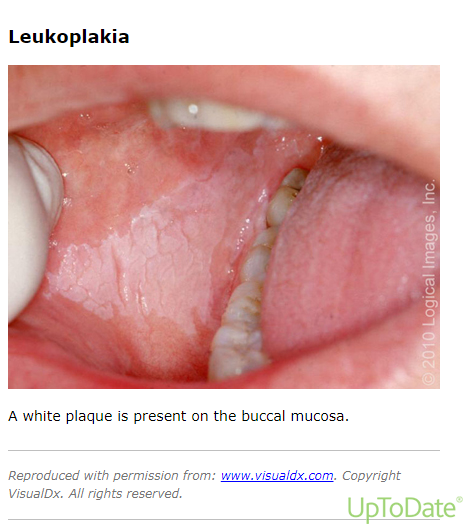 Leukoplakia
© 2010 Logical Images, Inc.
A white plaque is present on the buccal mucosa.
Reproduced with permission from: www.visualdx.com. Copyright
VisualDx. All rights reserved.
UpToDate®